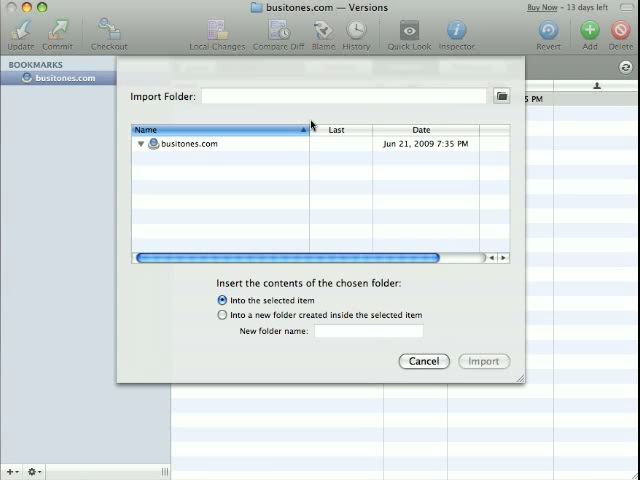 busitones.com — Versions
Buy Now - 13 days left
Update
Commit
Checkout
Local Changes
Compare Diff
Blame
History
Quick Look
Inspector
Revert
Add
Delete
BOOKMARKS
busitones.com
Import Folder:
Name
Last
Date
busitones.com
Jun 21, 2009 7:35 PM
5 PM
Insert the contents of the chosen folder:
Into the selected item
Into a new folder created inside the selected item
New folder name:
Cancel
Import